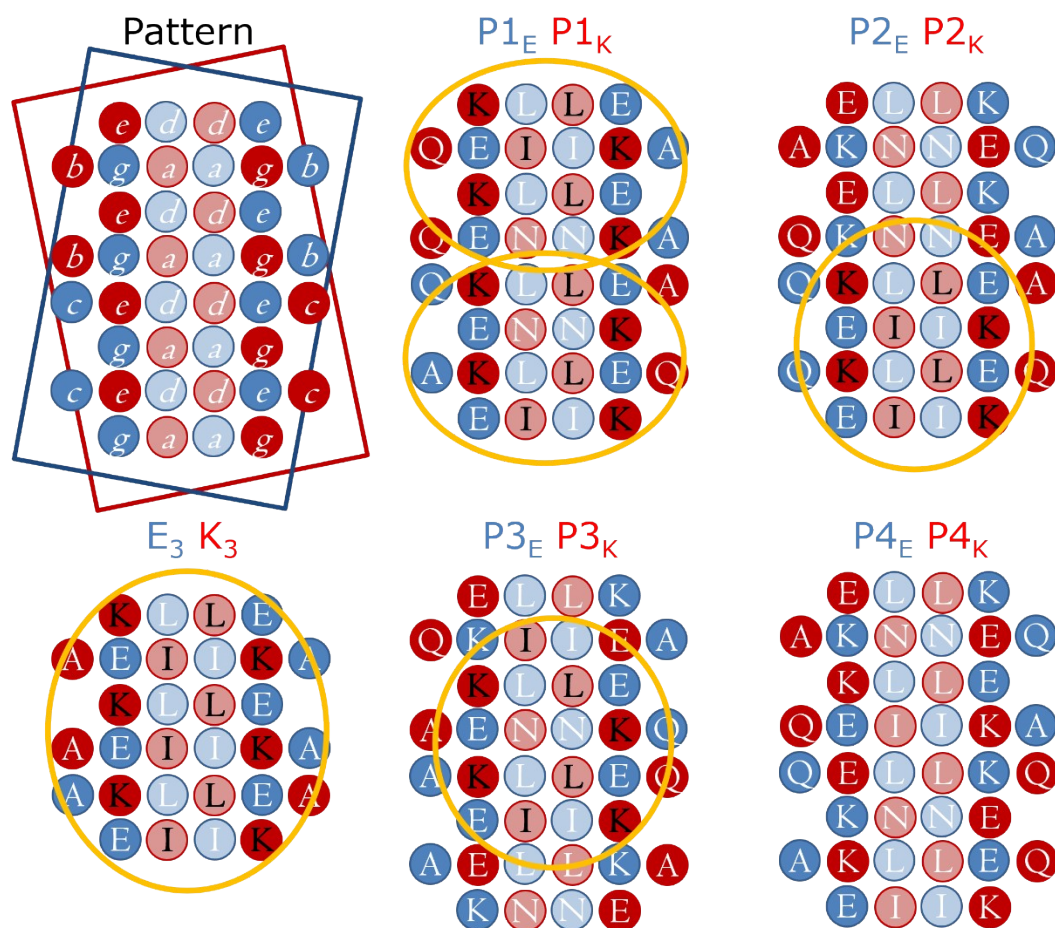 Pattern
e d d e
b g a a g b
e d d e
b g a a g b
c e d d e c
g a a g
c e d d e c
g a a g
P1E P1K
K L L E
Q E I I K A
K L L E
Q E N N K A
Q K L L E A
E N N K
A K L L E Q
E I I K
P2E P2K
E L L K
A K N N E Q
E L L K
Q K N N E A
Q K L L E A
E I I K
Q K L L E Q
E I I K
E3 K3
K L L E
A E I I K A
K L L E
A E I I K A
A K L L E A
E I I K
P3E P3K
E L L K
Q K I I E A
K L L E
A E N N K Q
A K L L E Q
E I I K
A E L L K A
K N N E
P4E P4K
E L L K
A K N N E Q
K L L E
Q E I I K A
Q E L L K Q
K N N E
A K L L E Q
E I I K